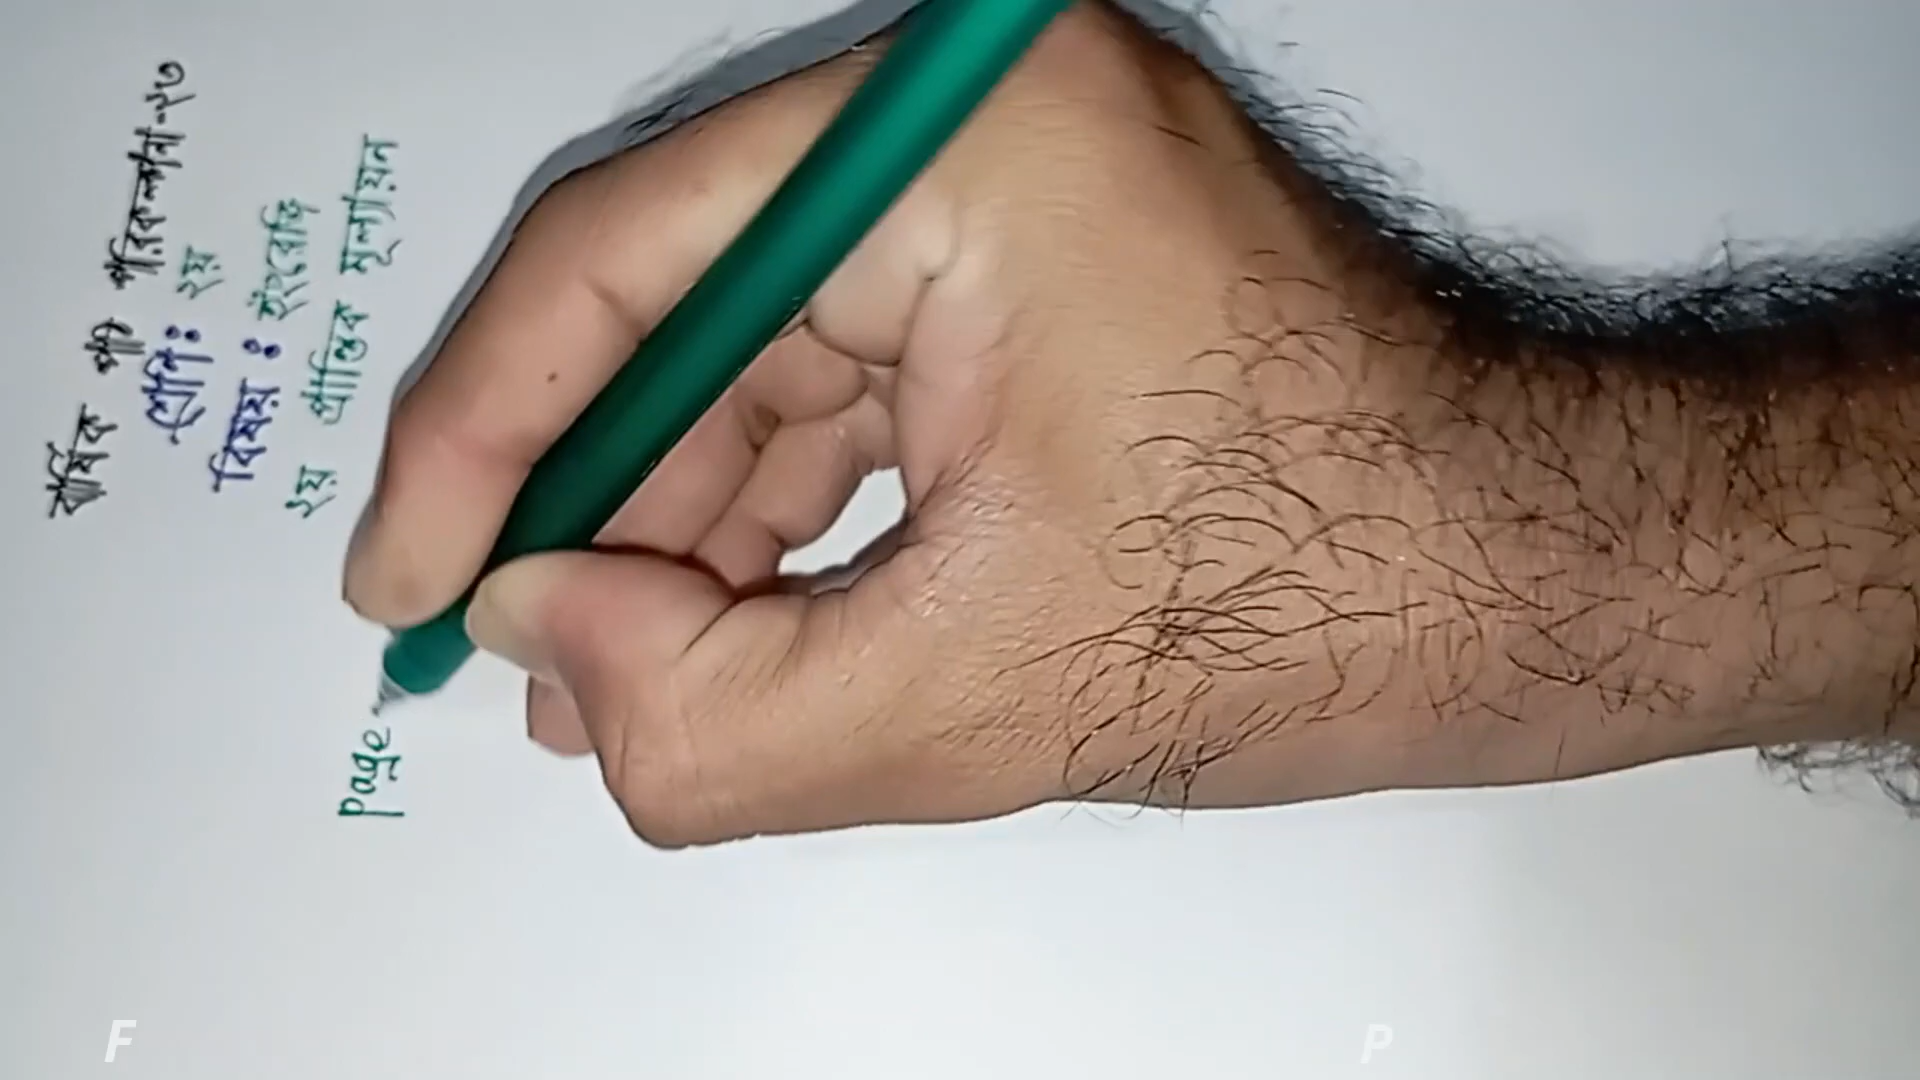 বার্ষিক পাঠ পরিকল্পনা-২৩
শ্রেণি: ২য়
বিষয়: ইংরেজি
২য় প্রান্তিক মূল্যায়ন
Page
F P